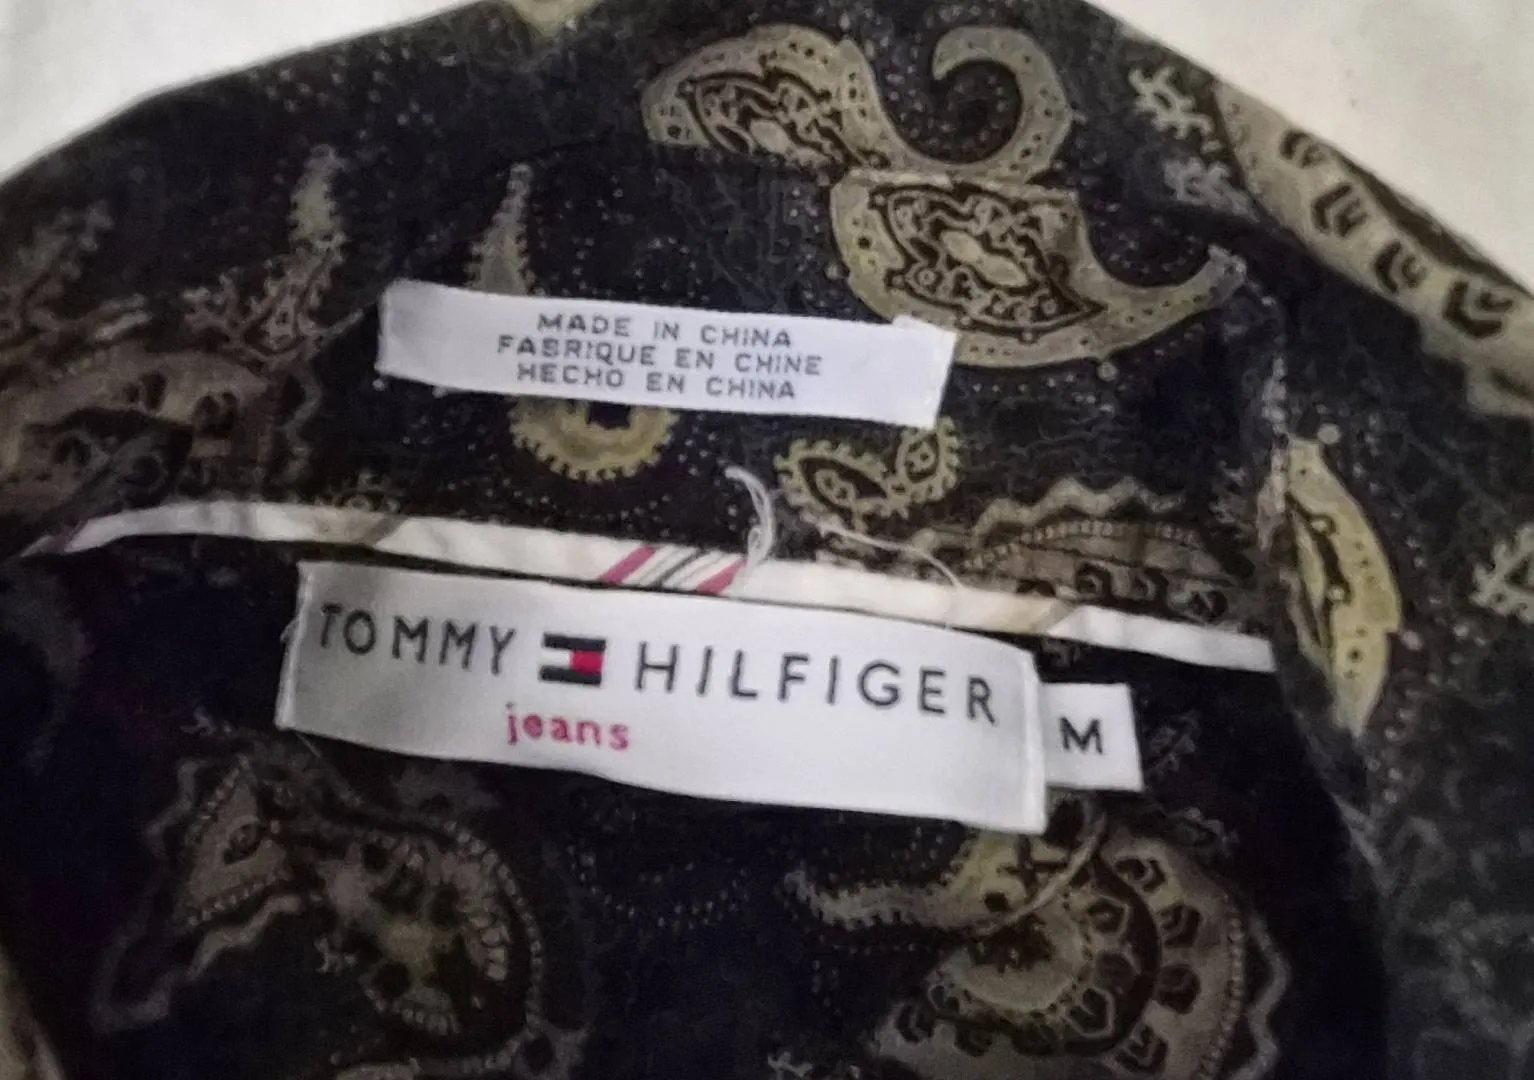 MADE IN CHINA
FABRIQUE EN CHINE
HECHO EN CHINA
TOMMY HILFIGER
jeans
M